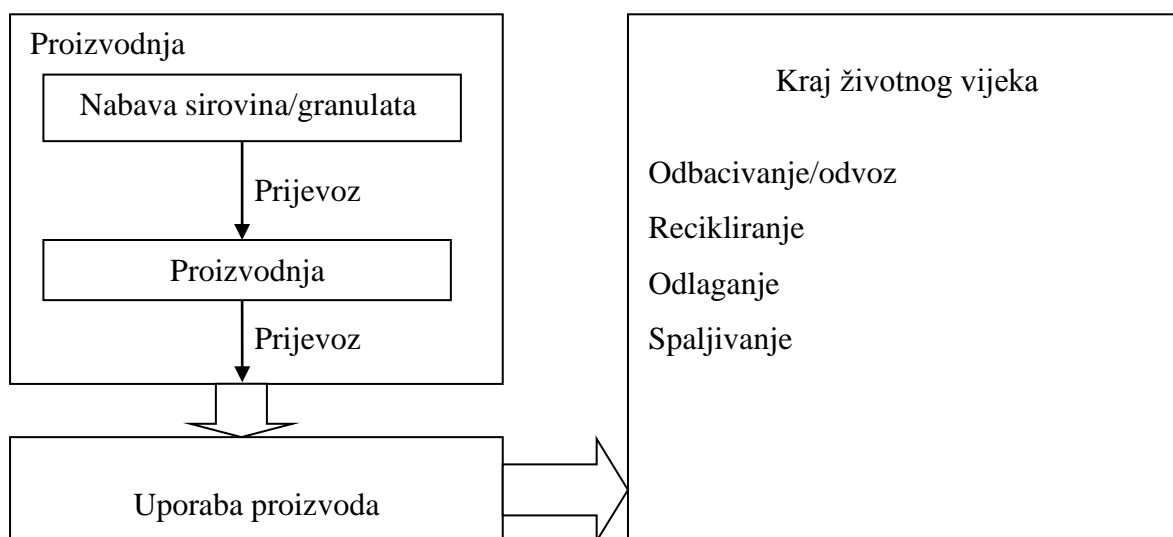 Proizvodnja
Nabava sirovina/granulata
Prijevoz
Proizvodnja
Prijevoz
Uporaba proizvoda
Kraj životnog vijeka
Odbacivanje/odvoz
Recikliranje
Odlaganje
Spaljivanje